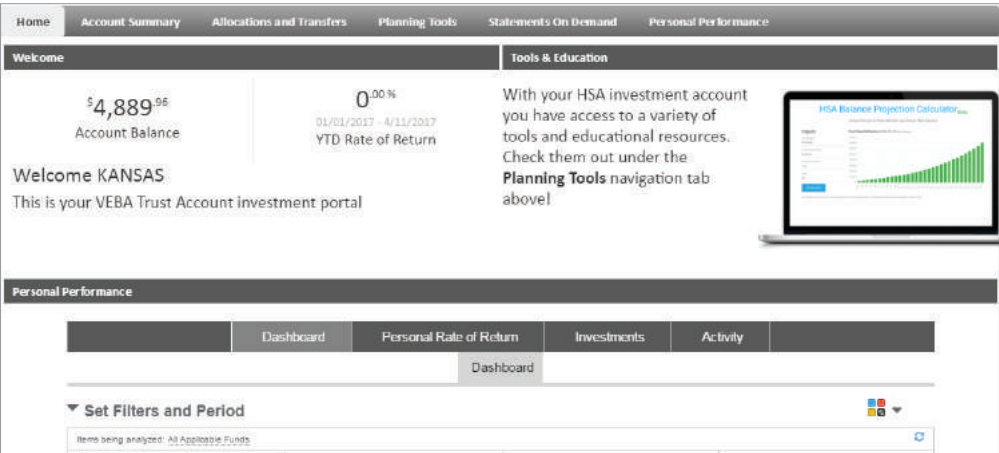 Home Account Summary Allocations and Transfers Planning Tools Statements On Demand Personal Performance
Welcome
Tools & Education
$4,889.96
Account Balance
0.00 %
01/01/2017 - 4/11/2017
YTD Rate of Return
Welcome KANSAS
This is your VEBA Trust Account investment portal
With your HSA investment account
you have access to a variety of
tools and educational resources.
Check them out under the
Planning Tools navigation tab
above!
HSA Balance Projection Calculator
Personal Performance
Dashboard Personal Rate of Return Investments Activity
Dashboard
Set Filters and Period
Items being analyzed: All Applicable Funds